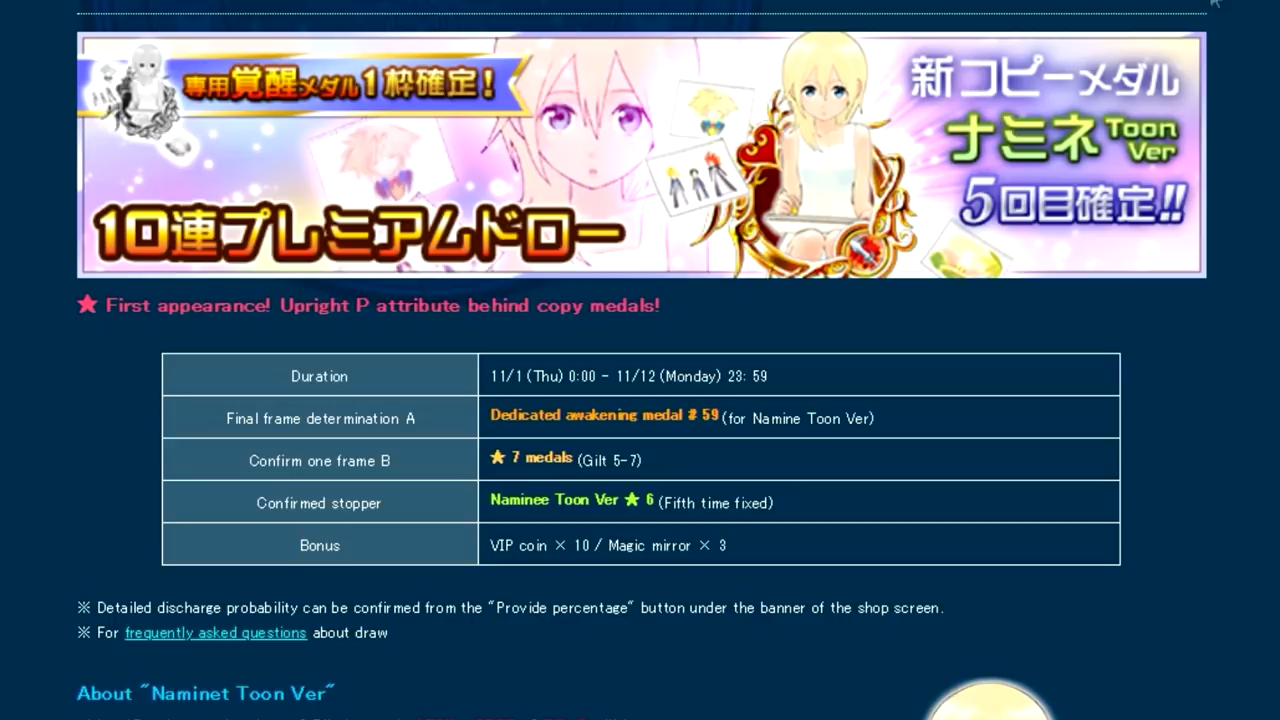 専用覚醒メダル1枠確定!
新コピーメダル
ナミネ Toon Ver
5回目確定!!
10連プレミアムドロー
★ First appearance! Upright P attribute behind copy medals!
Duration 11/1 (Thu) 0:00 - 11/12 (Monday) 23: 59
Final frame determination A Dedicated awakening medal # 59 (for Namine Toon Ver)
Confirm one frame B ★ 7 medals (Gilt 5-7)
Confirmed stopper Naminee Toon Ver ★ 6 (Fifth time fixed)
Bonus VIP coin × 10 / Magic mirror × 3
※ Detailed discharge probability can be confirmed from the "Provide percentage" button under the banner of the shop screen.
※ For frequently asked questions about draw
About "Naminet Toon Ver"